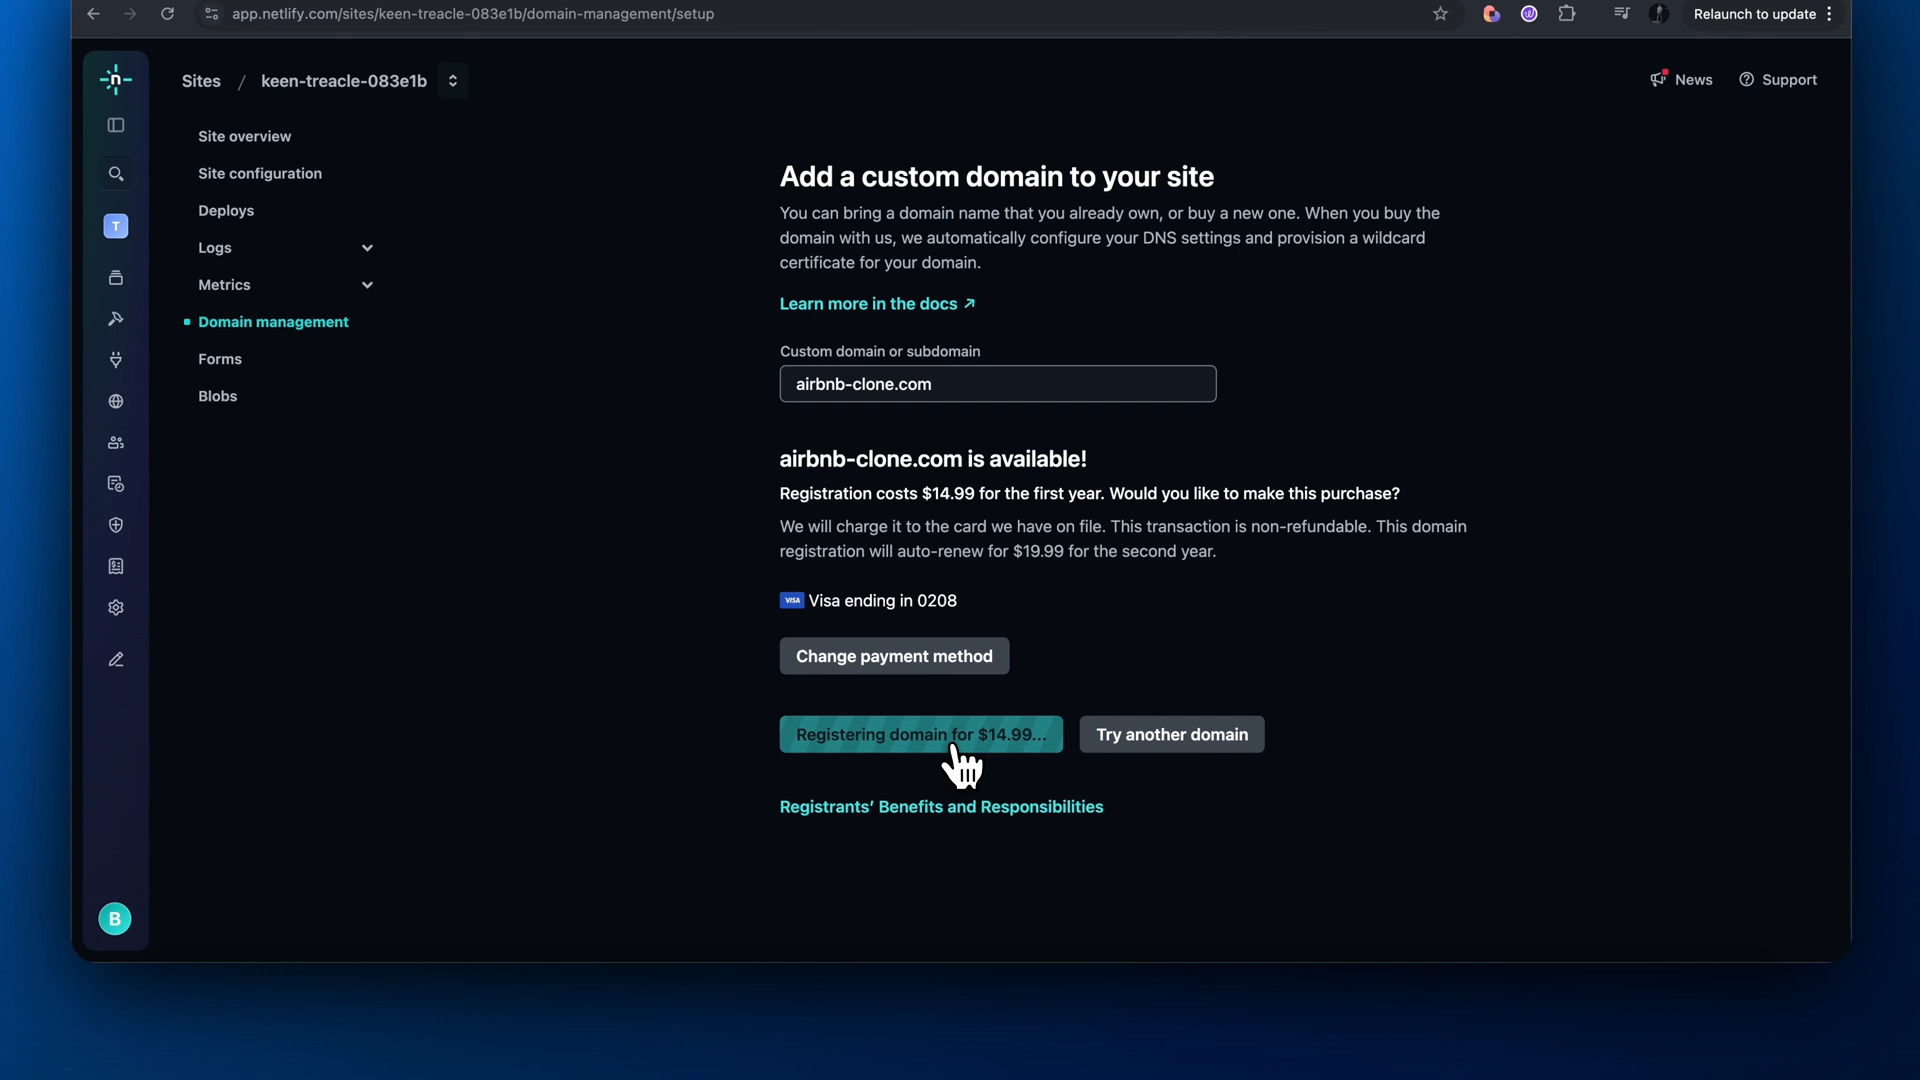 app.netlify.com/sites/keen-treacle-083e1b/domain-management/setup
Relaunch to update
n
Sites / keen-treacle-083e1b
News
Support
Site overview
Site configuration
Deploys
Logs
Metrics
Domain management
Forms
Blobs
T
B
Add a custom domain to your site
You can bring a domain name that you already own, or buy a new one. When you buy the
domain with us, we automatically configure your DNS settings and provision a wildcard
certificate for your domain.
Learn more in the docs ↗
Custom domain or subdomain
airbnb-clone.com
airbnb-clone.com is available!
Registration costs $14.99 for the first year. Would you like to make this purchase?
We will charge it to the card we have on file. This transaction is non-refundable. This domain
registration will auto-renew for $19.99 for the second year.
VISA Visa ending in 0208
Change payment method
Registering domain for $14.99...
Try another domain
Registrants’ Benefits and Responsibilities